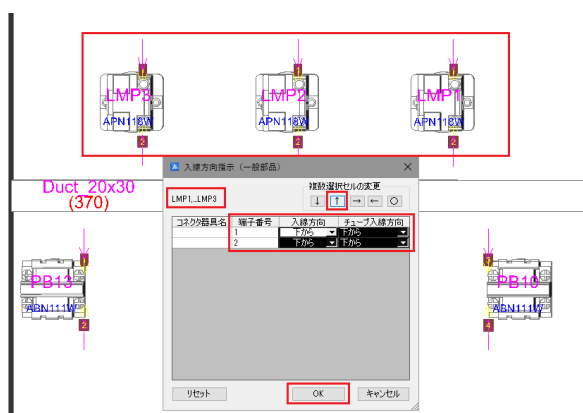 1
1
1
LMP3
LMP2
LMP1
APN118W
APN118W
APN118W
2
2
2
入線方向指示（一般部品）
複数選択セルの変更
LMP1,..LMP3
↓ ↑ → ← ○
Duct_20x30
(370)
コネクタ器具名 端子番号 入線方向 チューブ入線方向
1 下から 下から
2 下から 下から
PB13
PB10
ABN111W
ABN111W
2
4
リセット OK キャンセル